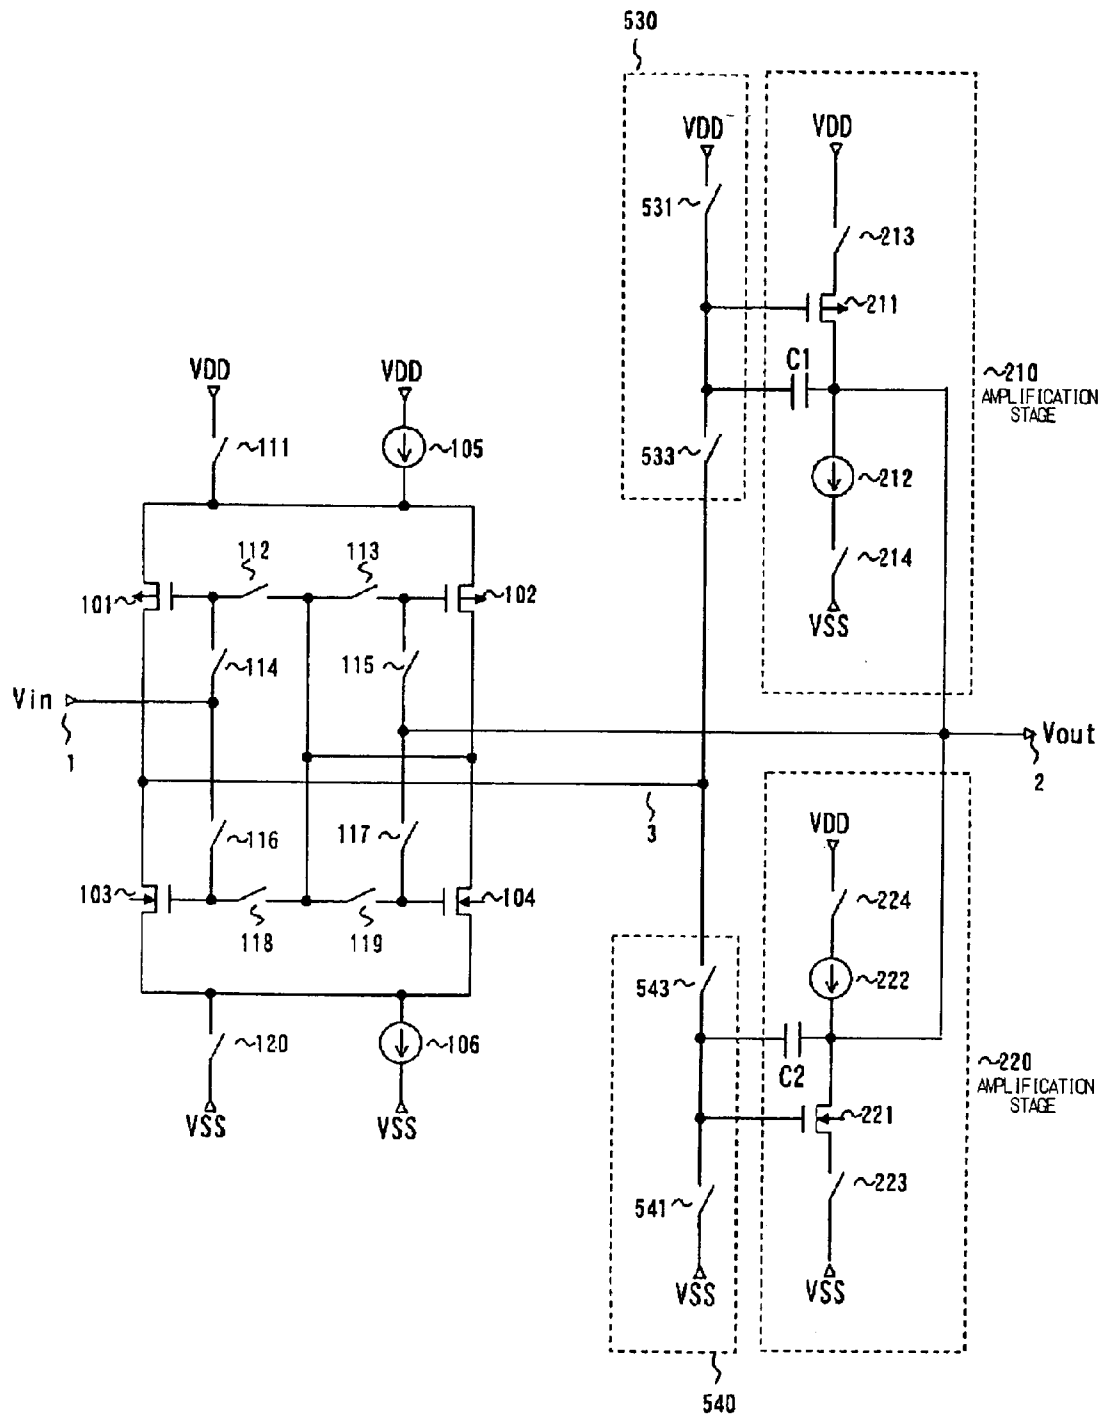 530
VDD
VDD
531
213
211
C1
210
AMPLIFICATION
STAGE
VDD
VDD
111
105
533
212
112
113
214
101
102
VSS
114
115
Vin
1
Vout
2
3
116
117
VDD
103
104
224
118
119
543
222
120
106
C2
220
AMPLIFICATION
STAGE
VSS
VSS
221
541
223
VSS
VSS
540